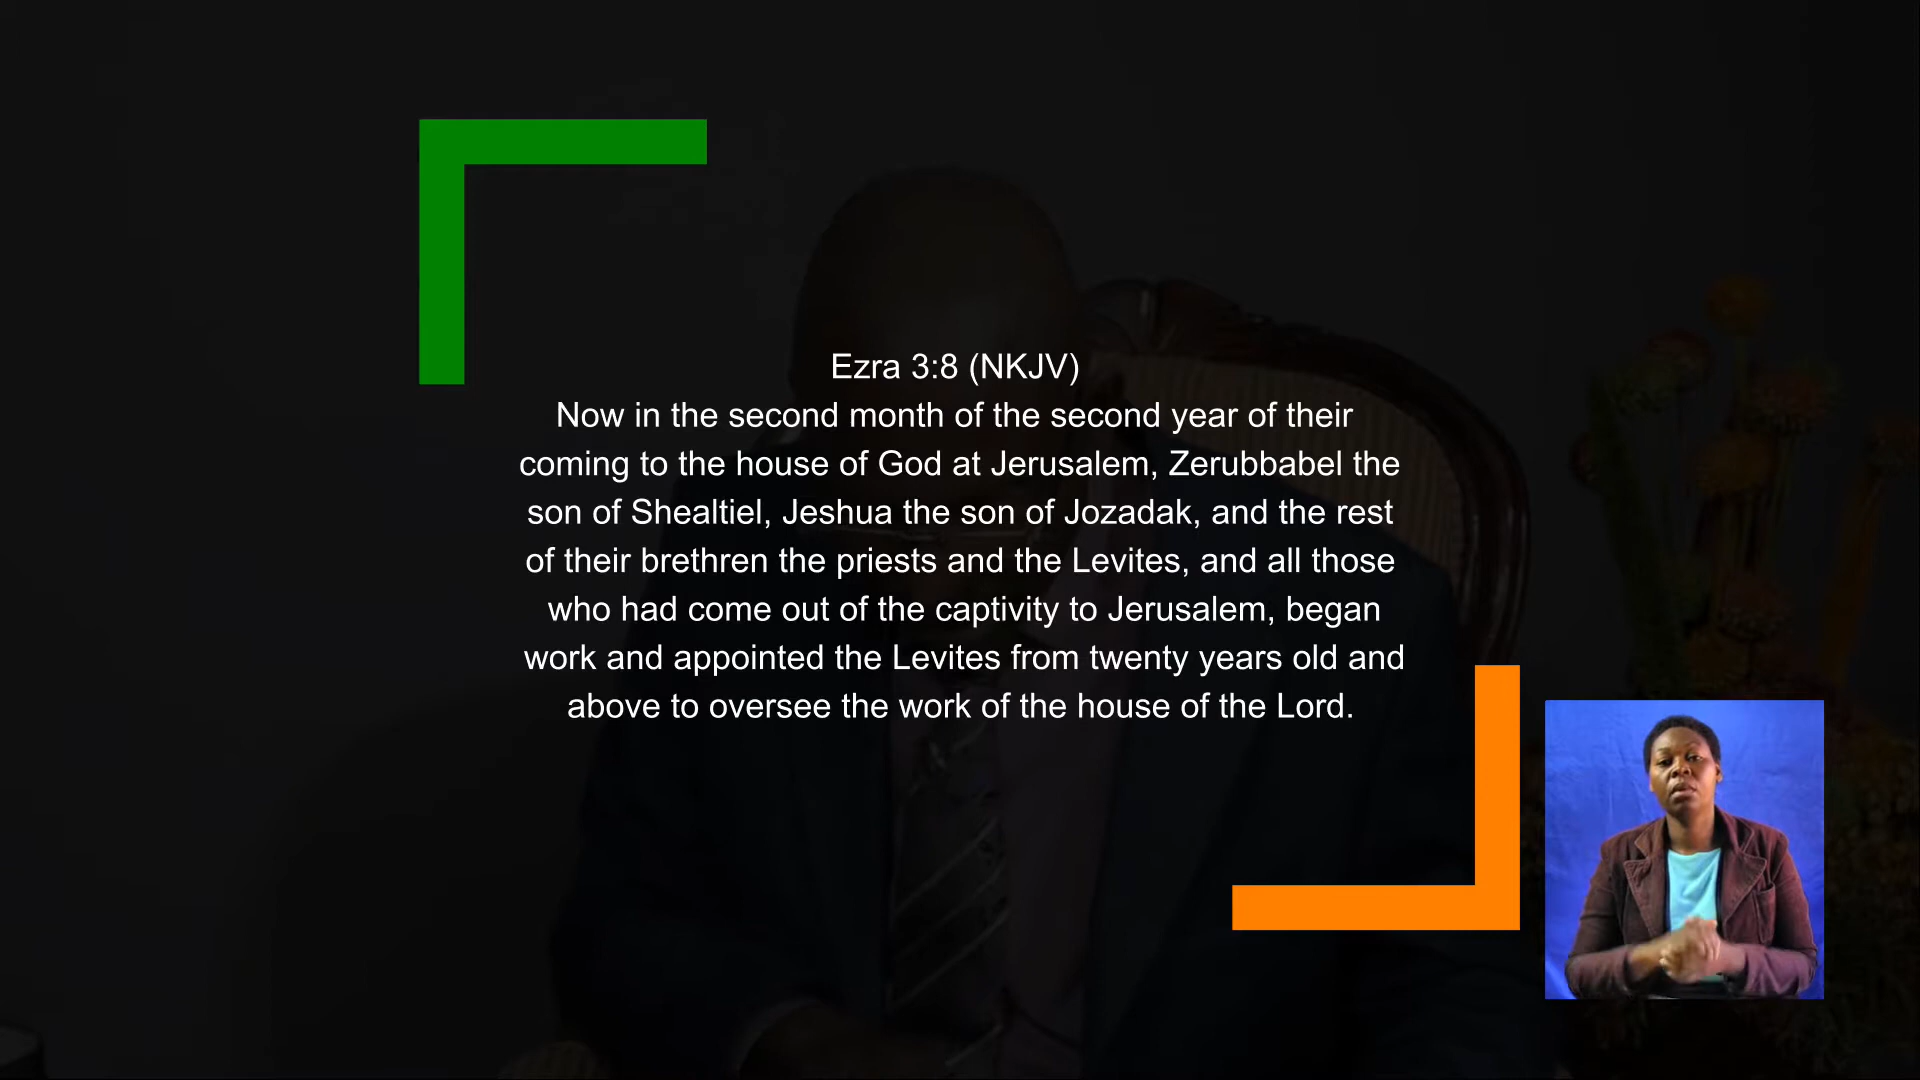 Ezra 3:8 (NKJV)
Now in the second month of the second year of their
coming to the house of God at Jerusalem, Zerubbabel the
son of Shealtiel, Jeshua the son of Jozadak, and the rest
of their brethren the priests and the Levites, and all those
who had come out of the captivity to Jerusalem, began
work and appointed the Levites from twenty years old and
above to oversee the work of the house of the Lord.